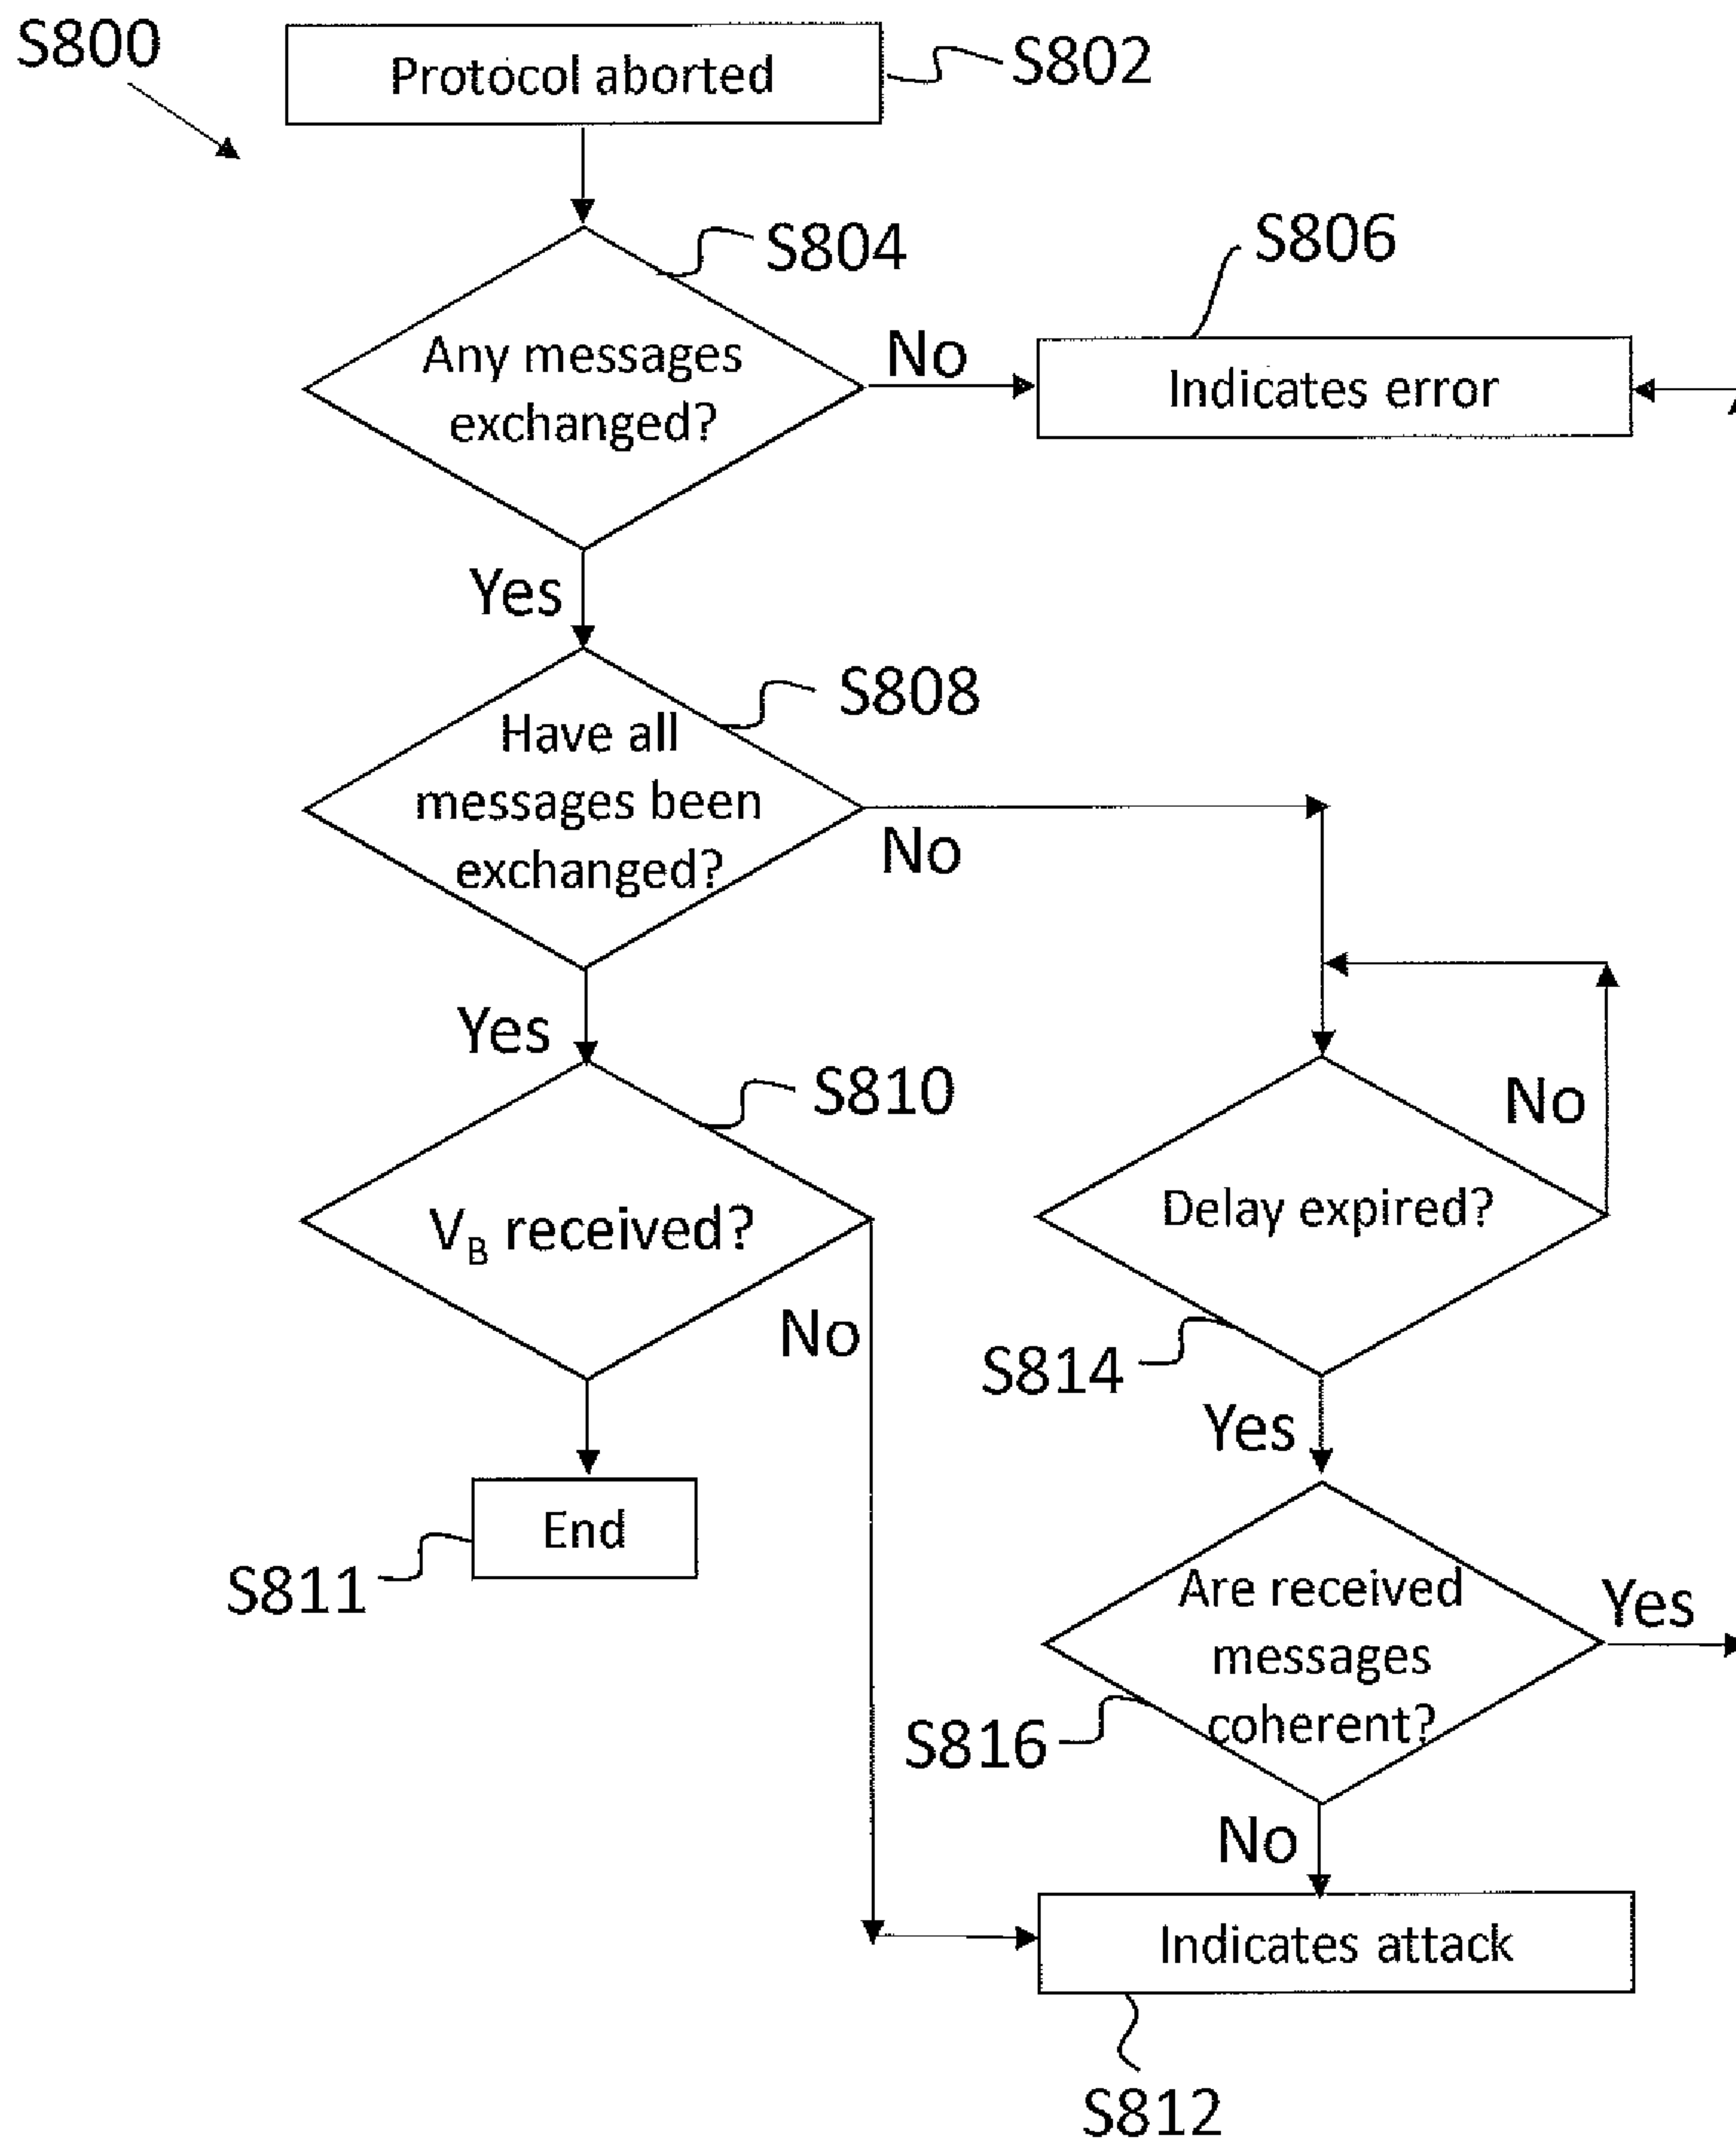 S800
Protocol aborted
S802
S804
Any messages
exchanged?
No
S806
Indicates error
Yes
S808
Have all
messages been
exchanged?
No
Yes
S810
VB received?
No
S811
End
Delay expired?
No
S814
Yes
Are received
messages
coherent?
Yes
S816
No
Indicates attack
S812